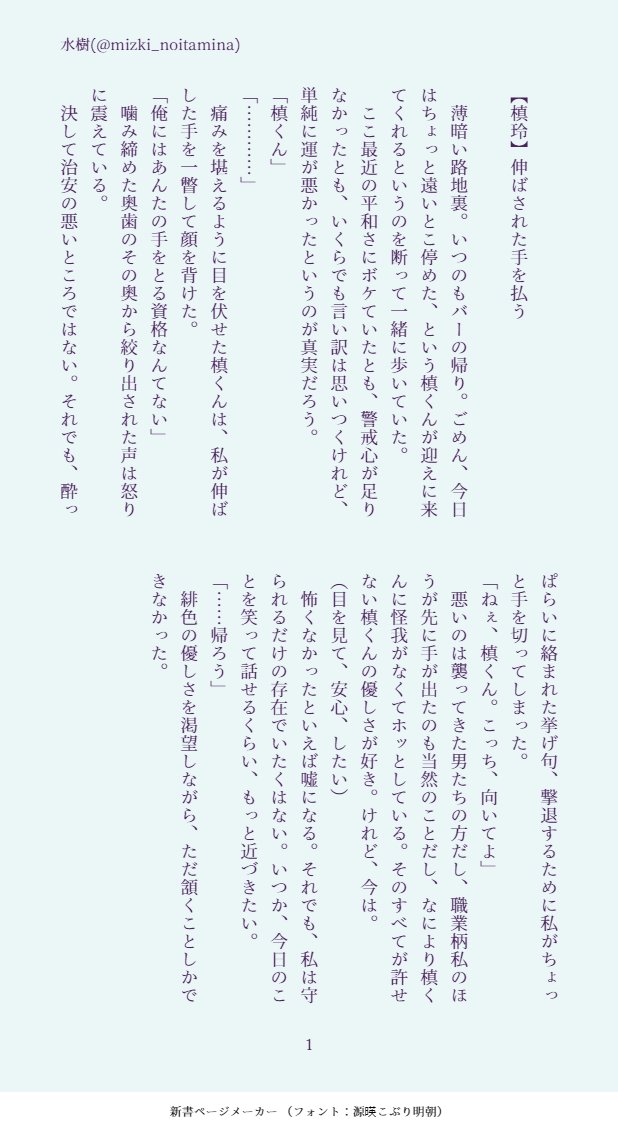 水樹(@mizki_noitamina)
【槙玲】伸ばされた手を払う
　薄暗い路地裏。いつのもバーの帰り。ごめん、今日
はちょっと遠いとこ停めた、という槙くんが迎えに来
てくれるというのを断って一緒に歩いていた。
　ここ最近の平和さにボケていたとも、警戒心が足り
なかったとも、いくらでも言い訳は思いつくけれど、
単純に運が悪かったというのが真実だろう。
「槙くん」
「…………」
　痛みを堪えるように目を伏せた槙くんは、私が伸ば
した手を一瞥して顔を背けた。
「俺にはあんたの手をとる資格なんてない」
　噛み締めた奥歯のその奥から絞り出された声は怒り
に震えている。
　決して治安の悪いところではない。それでも、酔っ
ぱらいに絡まれた挙げ句、撃退するために私がちょっ
と手を切ってしまった。
「ねぇ、槙くん。こっち、向いてよ」
　悪いのは襲ってきた男たちの方だし、職業柄私のほ
うが先に手が出たのも当然のことだし、なにより槙く
んに怪我がなくてホッとしている。そのすべてが許せ
ない槙くんの優しさが好き。けれど、今は。
（目を見て、安心、したい）
　怖くなかったといえば嘘になる。それでも、私は守
られるだけの存在でいたくはない。いつか、今日のこ
とを笑って話せるくらい、もっと近づきたい。
「……帰ろう」
　緋色の優しさを渇望しながら、ただ頷くことしかで
きなかった。
1
新書ページメーカー（フォント：源暎こぶり明朝）